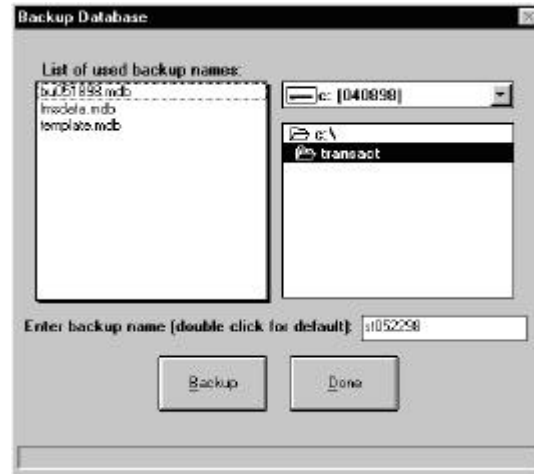 Backup Database
List of used backup names:
bu051898.mdb
fmsdata.mdb
template.mdb
c: [040898]
c:\
transact
Enter backup name (double click for default):
st052298
Backup
Done